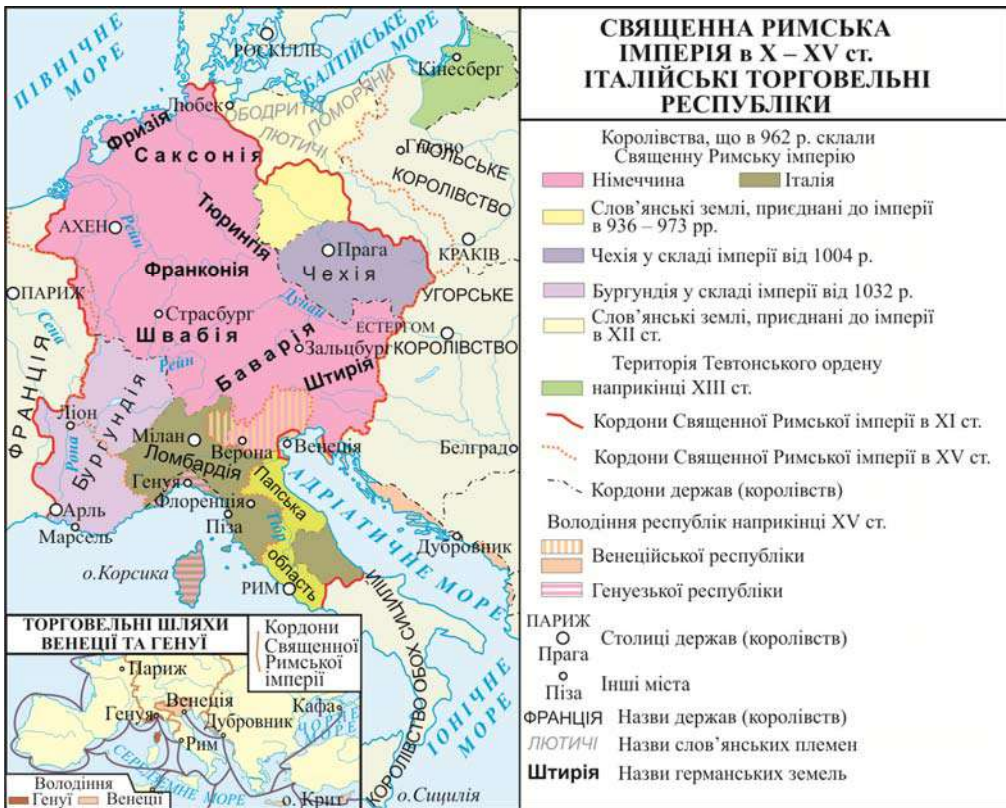 ПІВНІЧНЕ
МОРЕ
РОСКІЛЛЕ
БАЛТІЙСЬКЕ МОРЕ
Кінесберг
Любек
ОБОДРИТИ
ПОМОРЯНИ
ЛЮТИЧІ
Фризія
Саксонія
Гнєзно
ПОЛЬСЬКЕ
КОРОЛІВСТВО
Тюрингія
АХЕН
Рейн
Прага
Чехія
КРАКІВ
Франконія
ПАРИЖ
Сена
Страсбург
Дунай
УГОРСЬКЕ
ЕСТЕРГОМ
КОРОЛІВСТВО
Швабія
Рейн
Баварія
Зальцбург
Штирія
ФРАНЦІЯ
Бургундія
Ліон
Рона
Мілан
Ломбардія
Верона
Венеція
Белград
Генуя
Флоренція
Піза
Папська
область
Тібр
АДРІАТИЧНЕ МОРЕ
Арль
Марсель
Дубровник
о.Корсика
РИМ
КОРОЛІВСТВО ОБОХ СИЦИЛІЙ
ІОНІЧНЕ
МОРЕ
о.Сицилія
ТОРГОВЕЛЬНІ ШЛЯХИ
ВЕНЕЦІЇ ТА ГЕНУЇ
Кордони
Священної
Римської
імперії
Париж
Венеція
Кафа
Генуя
Дубровник
ЧОРНЕ
МОРЕ
Рим
СЕРЕДЗЕМНЕ МОРЕ
Володіння
Генуї
Венеції
о. Крит
СВЯЩЕННА РИМСЬКА
ІМПЕРІЯ в X – XV ст.
ІТАЛІЙСЬКІ ТОРГОВЕЛЬНІ
РЕСПУБЛІКИ
Королівства, що в 962 р. склали
Священну Римську імперію
Німеччина
Італія
Слов’янські землі, приєднані до імперії
в 936 – 973 рр.
Чехія у складі імперії від 1004 р.
Бургундія у складі імперії від 1032 р.
Слов’янські землі, приєднані до імперії
в XII ст.
Територія Тевтонського ордену
наприкінці XIII ст.
Кордони Священної Римської імперії в XI ст.
Кордони Священної Римської імперії в XV ст.
Кордони держав (королівств)
Володіння республік наприкінці XV ст.
Венеційської республіки
Генуезької республіки
ПАРИЖ
Прага
Столиці держав (королівств)
Піза
Інші міста
ФРАНЦІЯ Назви держав (королівств)
ЛЮТИЧІ Назви слов’янських племен
Штирія Назви германських земель